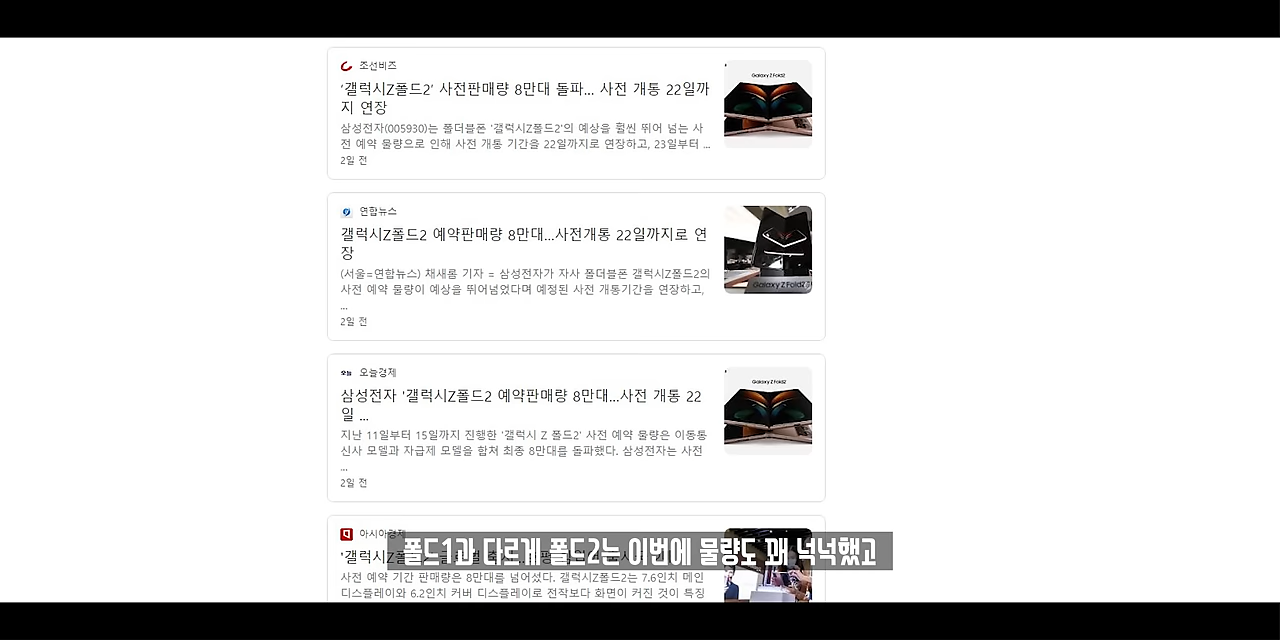 조선비즈
'갤럭시Z폴드2' 사전판매량 8만대 돌파... 사전 개통 22일까
지 연장
삼성전자(005930)는 폴더블폰 '갤럭시Z폴드2'의 예상을 훨씬 뛰어 넘는 사
전 예약 물량으로 인해 사전 개통 기간을 22일까지로 연장하고, 23일부터 ...
2일 전
Galaxy Z Fold2
연합뉴스
갤럭시Z폴드2 예약판매량 8만대...사전개통 22일까지로 연
장
(서울=연합뉴스) 채새롬 기자 = 삼성전자가 자사 폴더블폰 갤럭시Z폴드2의
사전 예약 물량이 예상을 뛰어넘었다며 예정된 사전 개통기간을 연장하고,
...
2일 전
Galaxy Z Fold2
오늘 오늘경제
삼성전자 '갤럭시Z폴드2 예약판매량 8만대...사전 개통 22
일 ...
지난 11일부터 15일까지 진행한 '갤럭시 Z 폴드2' 사전 예약 물량은 이동통
신사 모델과 자급제 모델을 합쳐 최종 8만대를 돌파했다. 삼성전자는 사전
...
2일 전
Galaxy Z Fold2
아시아경제
'갤럭시Z
폴드1과 다르게 폴드2는 이번에 물량도 꽤 넉넉했고
사전 예약 기간 판매량은 8만대를 넘어섰다. 갤럭시Z폴드2는 7.6인치 메인
디스플레이와 6.2인치 커버 디스플레이로 전작보다 화면이 커진 것이 특징